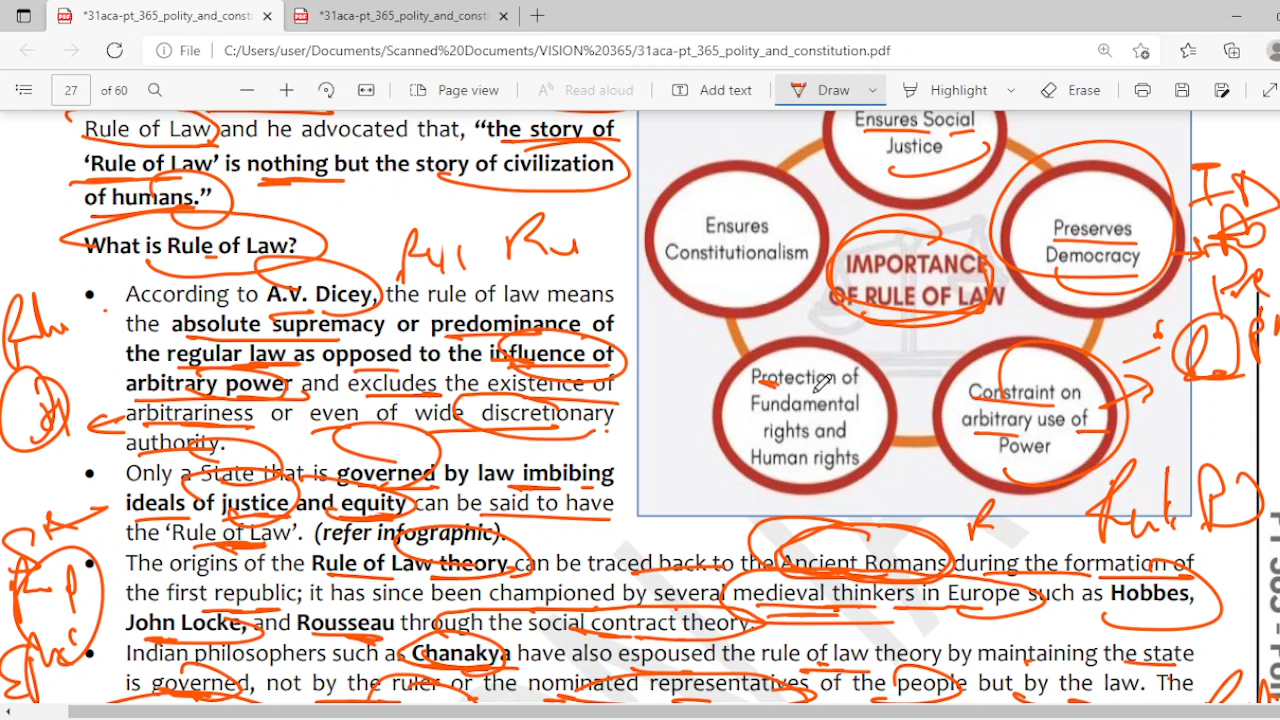 *31aca-pt_365_polity_and_const
*31aca-pt_365_polity_and_const
File
C:/Users/user/Documents/Scanned%20Documents/VISION%20365/31aca-pt_365_polity_and_constitution.pdf
27 of 60
Page view
Read aloud
Add text
Draw
Highlight
Erase
Rule of Law and he advocated that, “the story of
‘Rule of Law’ is nothing but the story of civilization
of humans.”
What is Rule of Law?
• According to A.V. Dicey, the rule of law means
the absolute supremacy or predominance of
the regular law as opposed to the influence of
arbitrary power and excludes the existence of
arbitrariness or even of wide discretionary
authority.
• Only a State that is governed by law imbibing
ideals of justice and equity can be said to have
the ‘Rule of Law’. (refer infographic).
Ensures Social
Justice
Ensures
Constitutionalism
Preserves
Democracy
IMPORTANCE
OF RULE OF LAW
Protection of
Fundamental
rights and
Human rights
Constraint on
arbitrary use of
Power
• The origins of the Rule of Law theory can be traced back to the Ancient Romans during the formation of
the first republic; it has since been championed by several medieval thinkers in Europe such as Hobbes,
John Locke, and Rousseau through the social contract theory.
• Indian philosophers such as Chanakya have also espoused the rule of law theory by maintaining the state
is governed, not by the ruler or the nominated representatives of the people but by the law. The